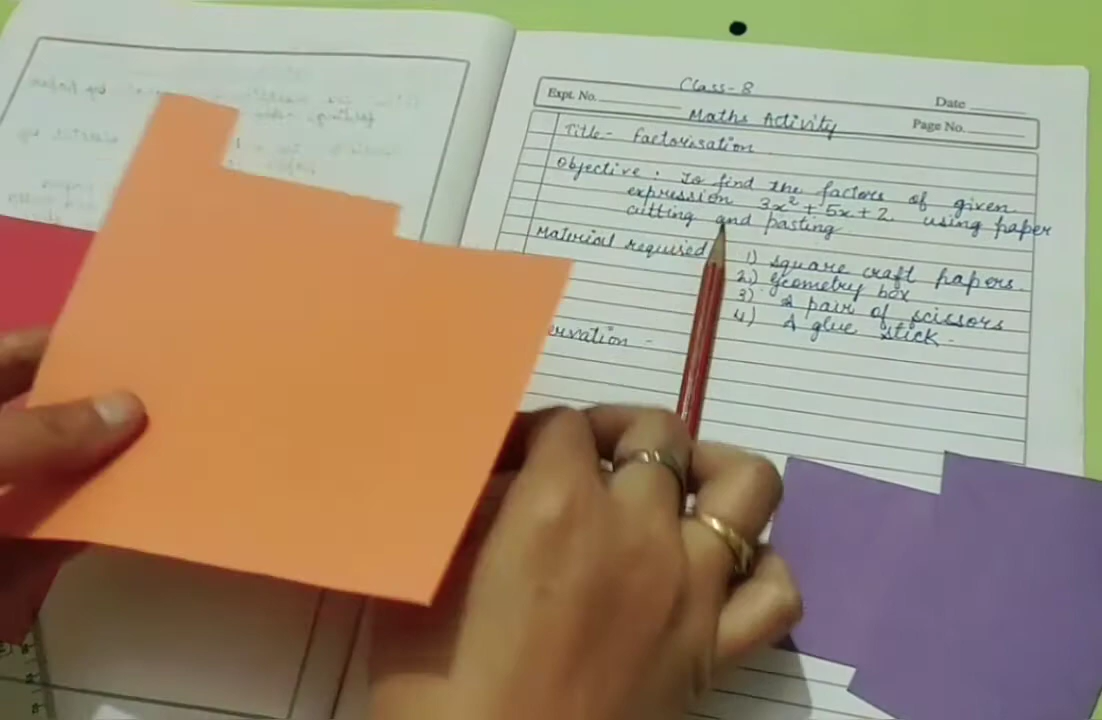 Class-8
Expt. No. Date
Maths Activity
Page No.
Title- Factorisation
Objective: To find the factors of given
expression 3x² + 5x + 2 using paper
cutting and pasting
Material required
1) square craft papers.
2) Geometry box
3) A pair of scissors
4) A glue stick.
ervation -